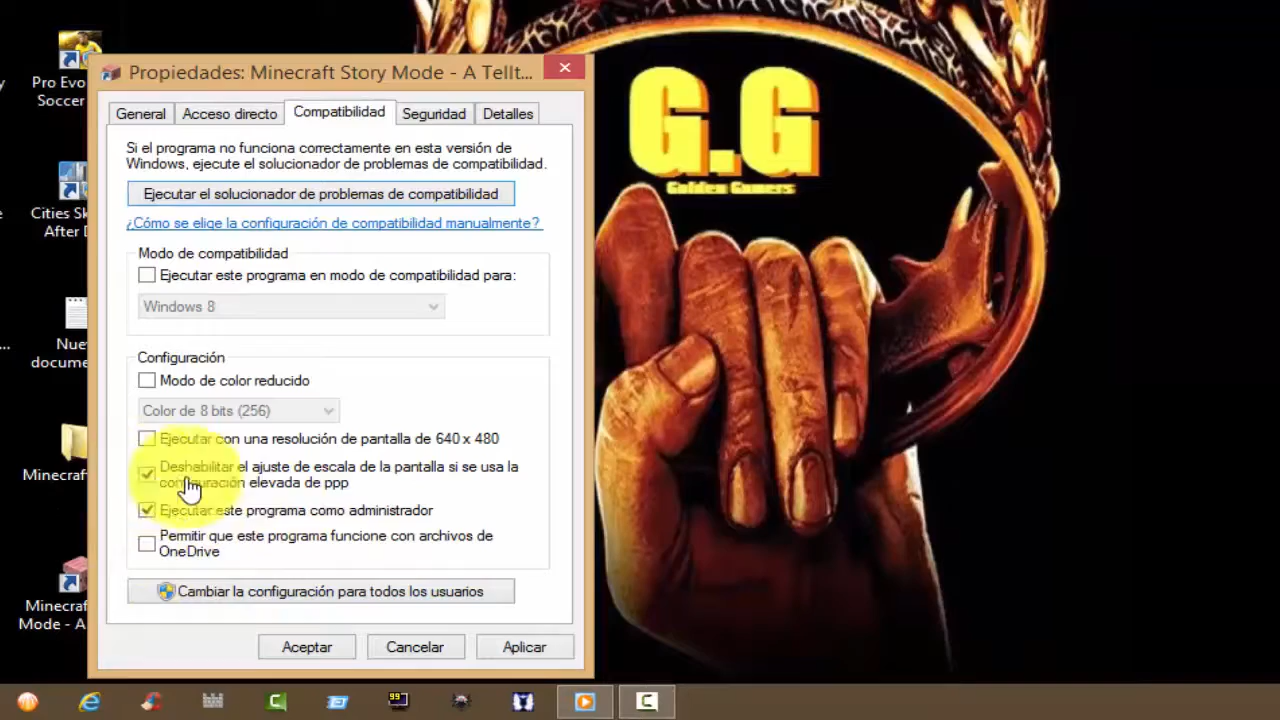 Pro Evo
Soccer
Cities Sk
After D
Nue
docume
Minecraf
Minecraf
Mode - A
Propiedades: Minecraft Story Mode - A Tellt...
General
Acceso directo
Compatibilidad
Seguridad
Detalles
Si el programa no funciona correctamente en esta versión de
Windows, ejecute el solucionador de problemas de compatibilidad.
Ejecutar el solucionador de problemas de compatibilidad
¿Cómo se elige la configuración de compatibilidad manualmente?
Modo de compatibilidad
Ejecutar este programa en modo de compatibilidad para:
Windows 8
Configuración
Modo de color reducido
Color de 8 bits (256)
Ejecutar con una resolución de pantalla de 640 x 480
Deshabilitar el ajuste de escala de la pantalla si se usa la
configuración elevada de ppp
Ejecutar este programa como administrador
Permitir que este programa funcione con archivos de
OneDrive
Cambiar la configuración para todos los usuarios
Aceptar
Cancelar
Aplicar
G.G
Golden Gamers
99